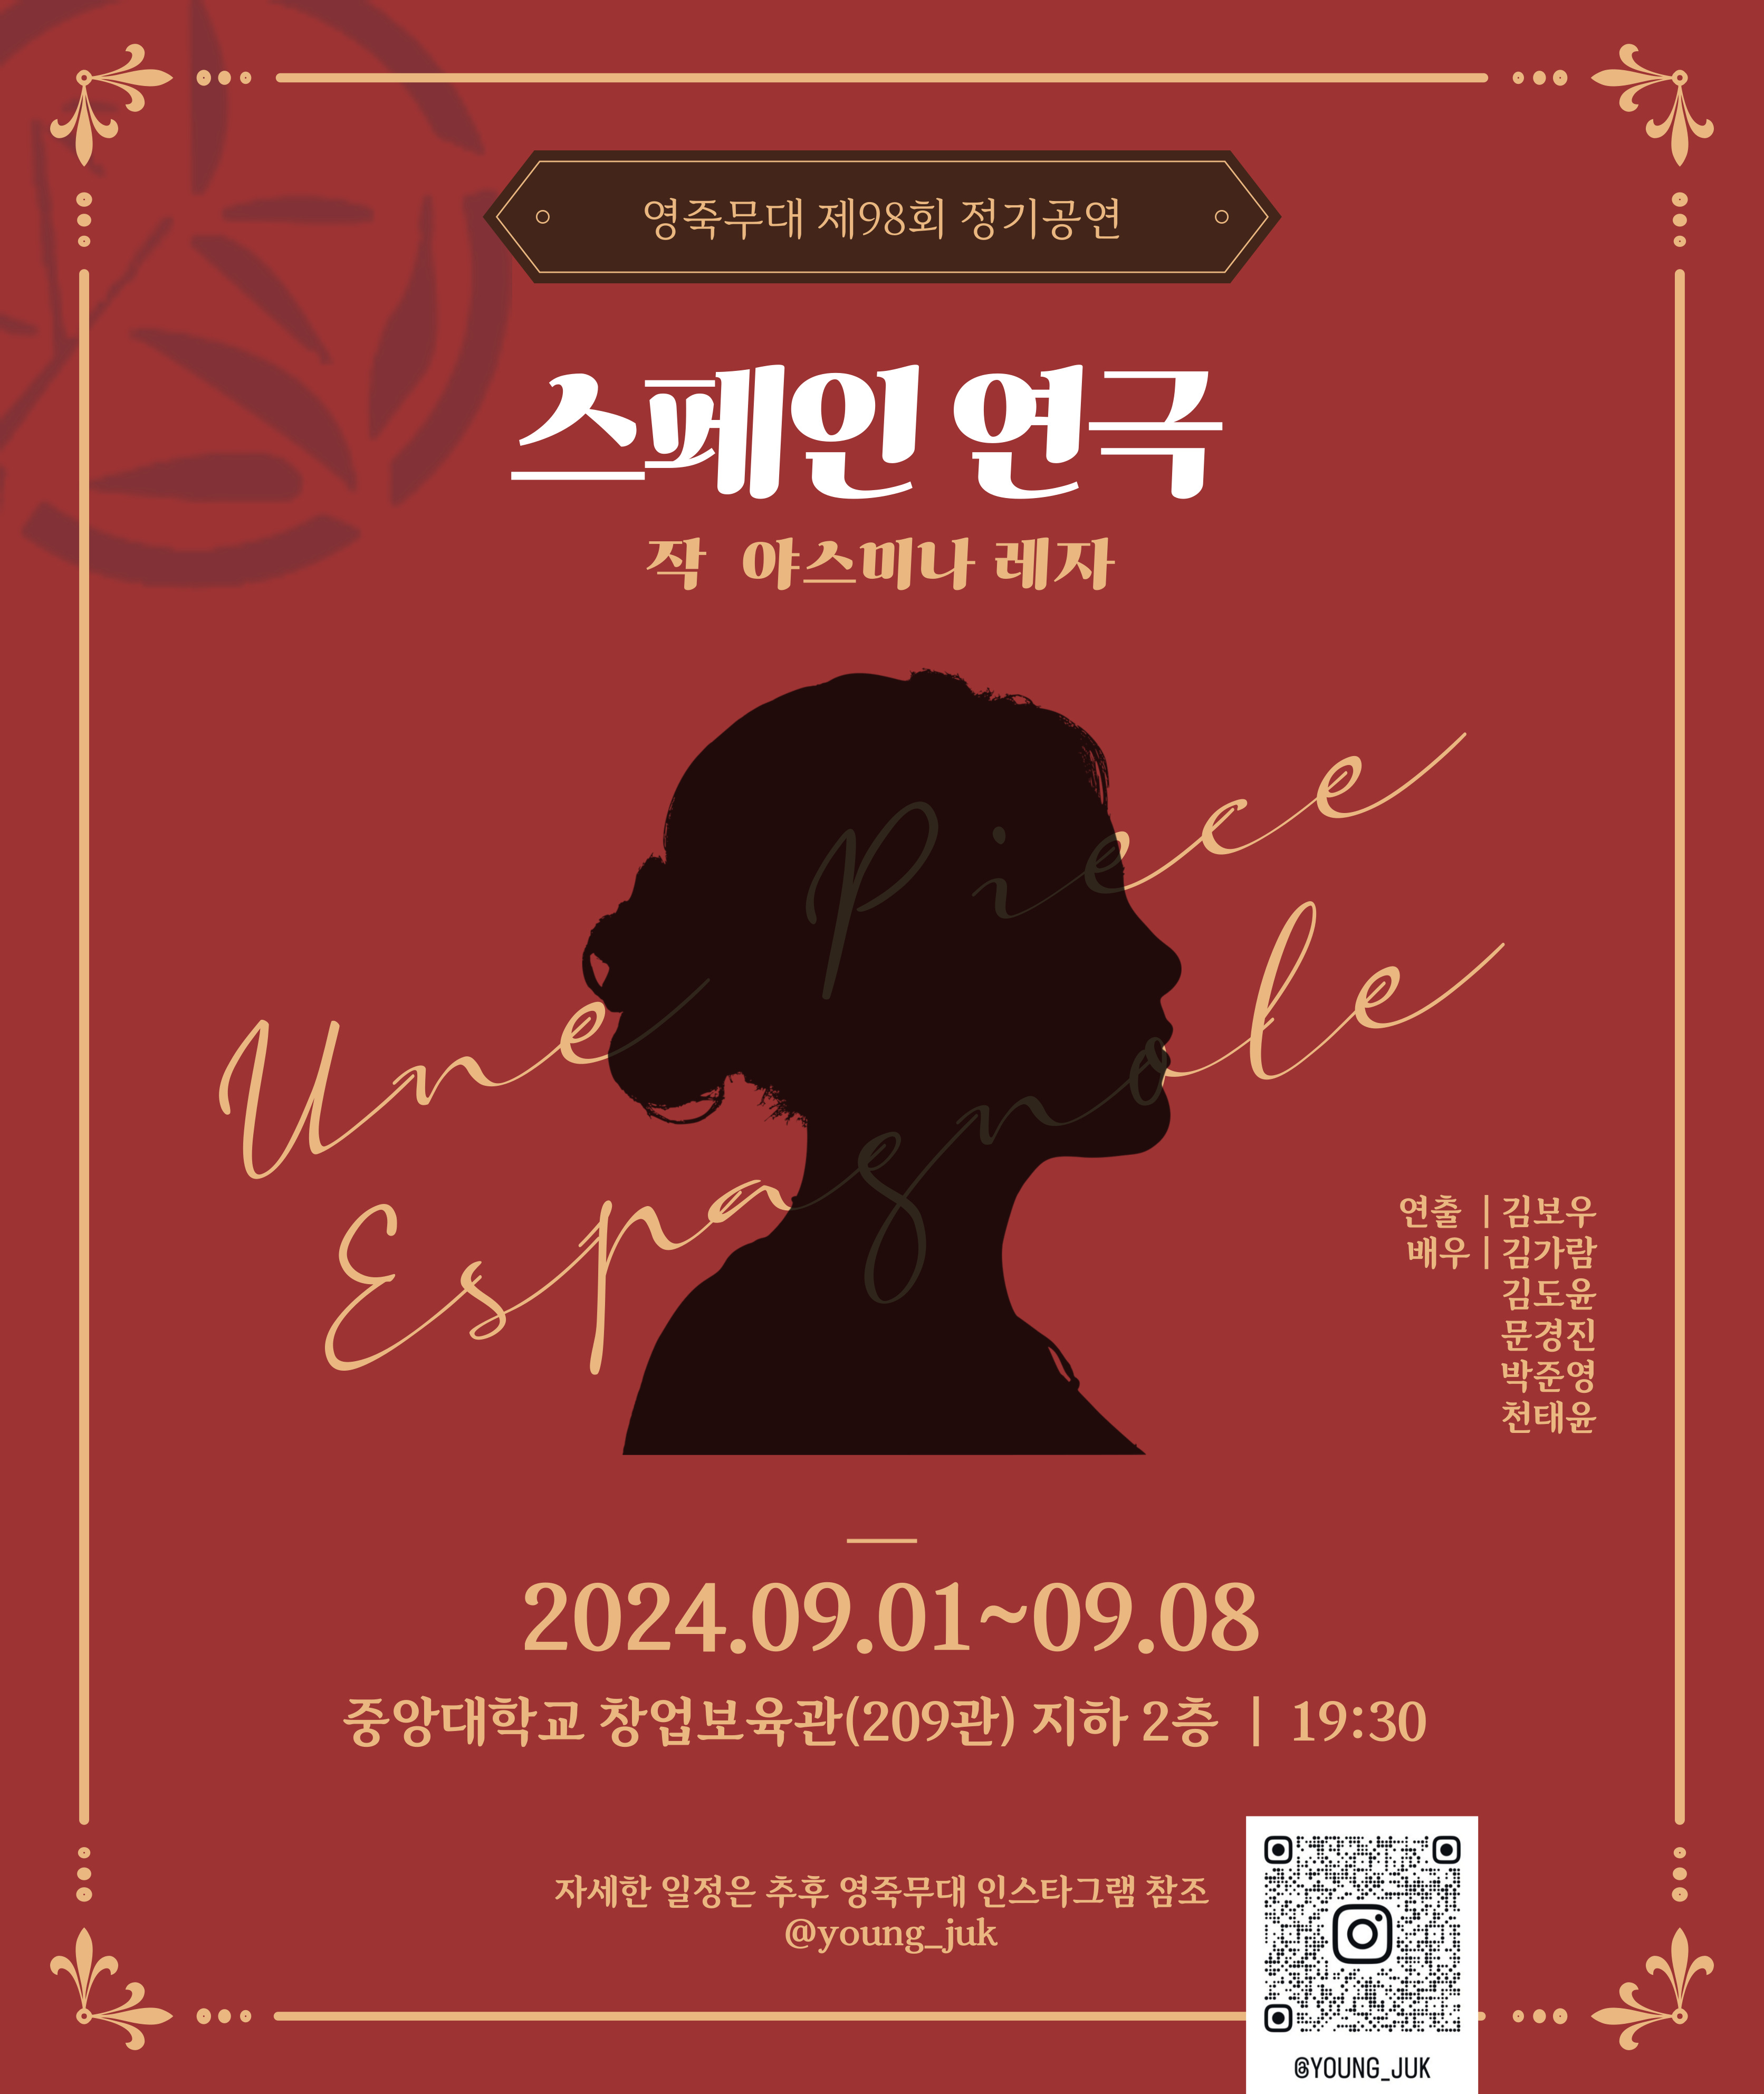 영죽무대 제98회 정기공연
스페인 연극
작 야스미나 레자
Une Piece
Espagnole
연출 | 김보우
배우 | 김가람
김도윤
문경진
박준영
천태윤
2024.09.01~09.08
중앙대학교 창업보육관(209관) 지하 2층 | 19:30
자세한 일정은 추후 영죽무대 인스타그램 참조
@young_juk
@YOUNG_JUK